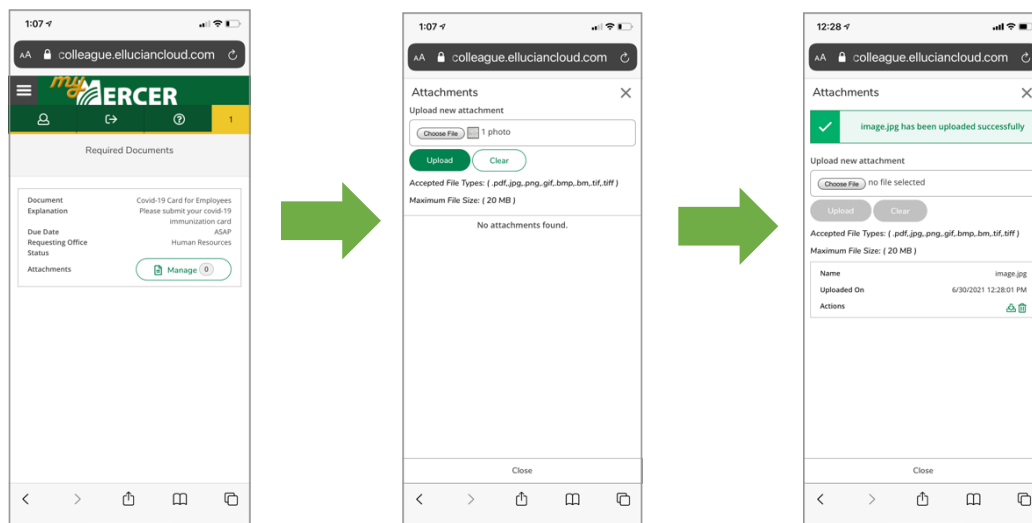 1:07
AA colleague.elluciancloud.com
my MERCER
1
Required Documents
Document Covid-19 Card for Employees
Explanation Please submit your covid-19
immunization card
Due Date ASAP
Requesting Office Human Resources
Status
Attachments Manage 0
1:07
AA colleague.elluciancloud.com
Attachments
Upload new attachment
Choose File 1 photo
Upload Clear
Accepted File Types: ( .pdf,.jpg,.png,.gif,.bmp,.bm,.tif,.tiff )
Maximum File Size: ( 20 MB )
No attachments found.
Close
12:28
AA colleague.elluciancloud.com
Attachments
image.jpg has been uploaded successfully
Upload new attachment
Choose File no file selected
Upload Clear
Accepted File Types: ( .pdf,.jpg,.png,.gif,.bmp,.bm,.tif,.tiff )
Maximum File Size: ( 20 MB )
Name image.jpg
Uploaded On 6/30/2021 12:28:01 PM
Actions
Close